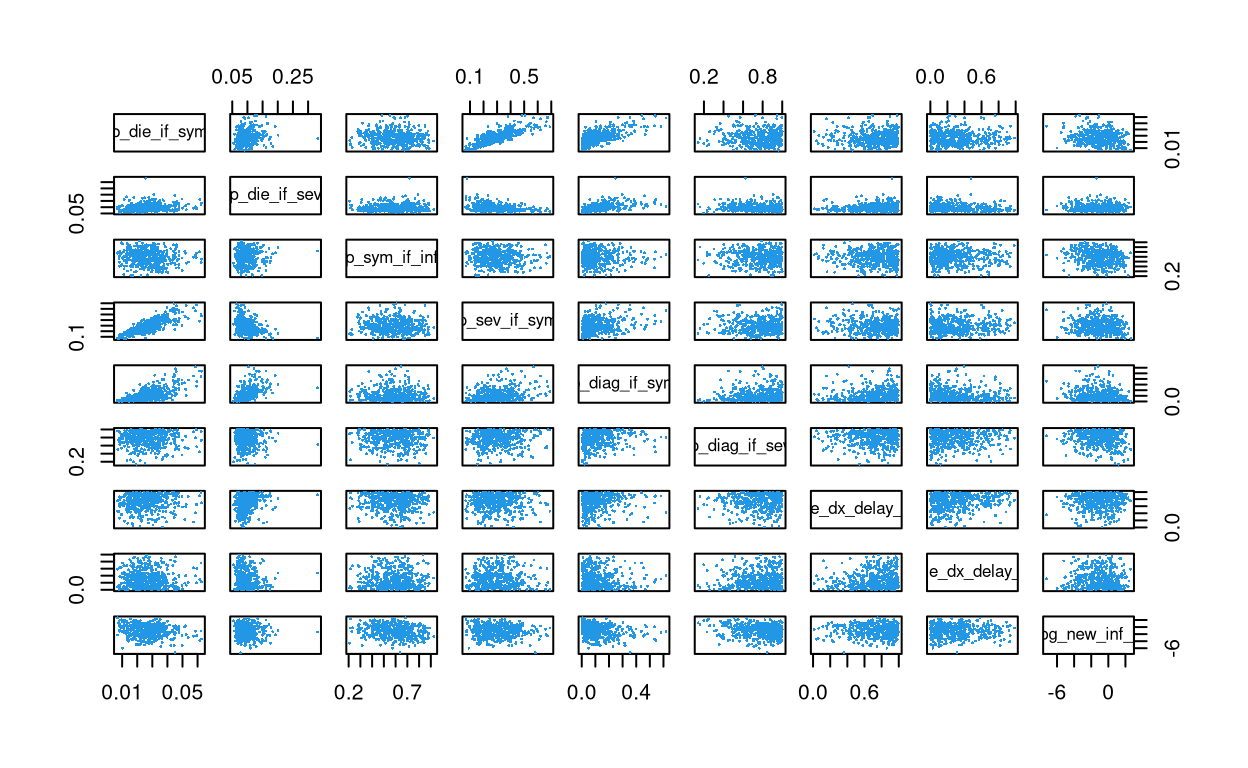 0.05 0.25 0.1 0.5 0.2 0.8 0.0 0.6
p_die_if_sym 0.01
0.05 p_die_if_sev
p_sym_if_inf 0.2
0.1 p_sev_if_sym
_diag_if_sym 0.0
0.2 p_diag_if_sev
e_dx_delay_ 0.0
0.0 e_dx_delay_
og_new_inf_ -6
0.01 0.05 0.2 0.7 0.0 0.4 0.0 0.6 -6 0